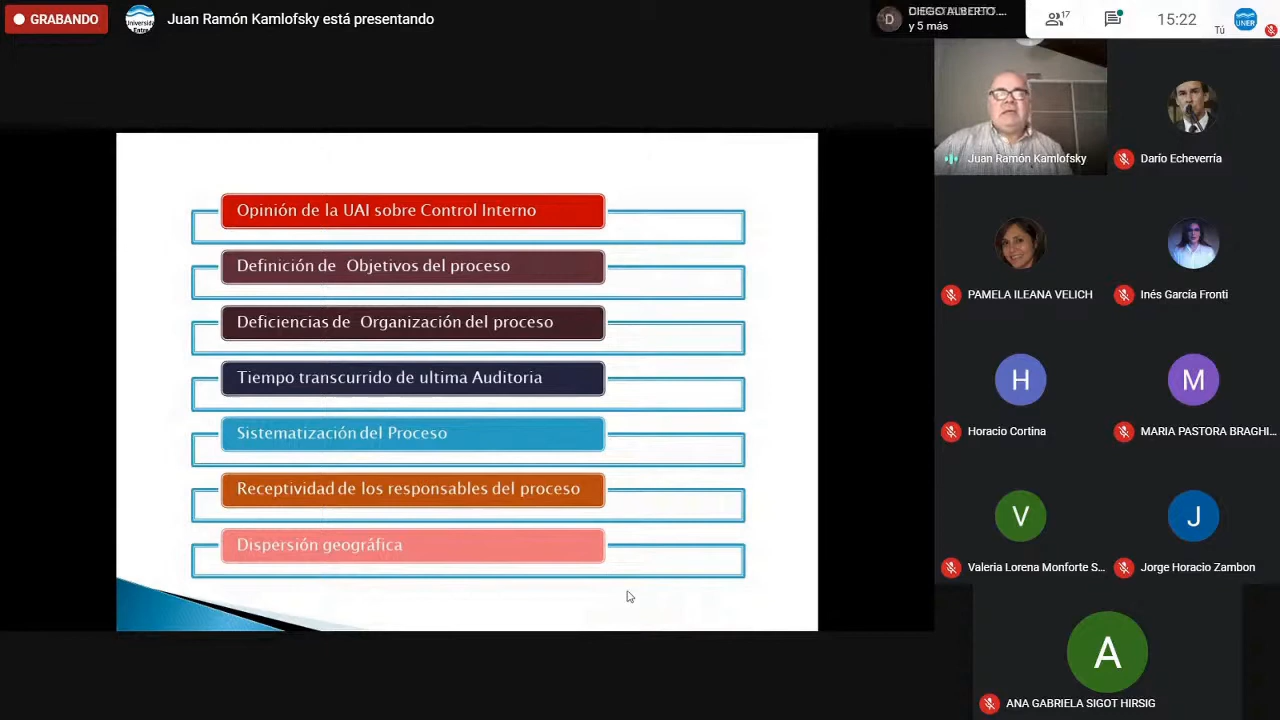 GRABANDO
Universida
Entre
Juan Ramón Kamlofsky está presentando
D
DIEGO ALBERTO...
y 5 más
17
15:22
Tú
UNER
Opinión de la UAI sobre Control Interno
Definición de Objetivos del proceso
Deficiencias de Organización del proceso
Tiempo transcurrido de ultima Auditoria
Sistematización del Proceso
Receptividad de los responsables del proceso
Dispersión geográfica
Juan Ramón Kamlofsky
Darío Echeverría
PAMELA ILEANA VELICH
Inés García Fronti
H
M
Horacio Cortina
MARIA PASTORA BRAGHI...
V
J
Valeria Lorena Monforte S...
Jorge Horacio Zambon
A
ANA GABRIELA SIGOT HIRSIG